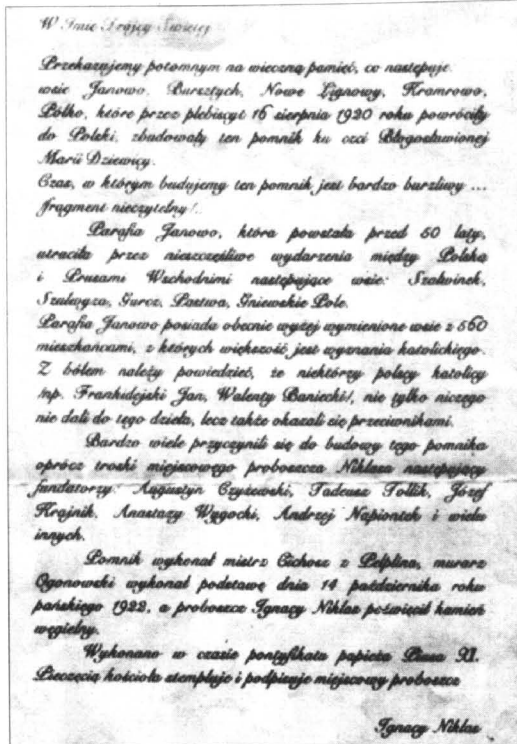 W Imię Trójcy Świętej
Przekazujemy potomnym na wieczną pamięć, co następuje:
wsie Janowo, Bursztych, Nowe Lignowy, Kramrowo,
Pólko, które przez plebiscyt 16 sierpnia 1920 roku powróciły
do Polski, zbudowały ten pomnik ku czci Błogosławionej
Marii Dziewicy.
Czas, w którym budujemy ten pomnik jest bardzo burzliwy ...
fragment nieczytelny/.
Parafia Janowo, która powstała przed 50 laty,
utraciła przez nieszczęśliwe wydarzenia między Polską
i Prusami Wschodnimi następujące wsie: Szałwinek,
Szadwyza, Gurcz, Pastwa, Gniewskie Pole.
Parafia Janowo posiada obecnie wyżej wymienione wsie z 560
mieszkańcami, z których większość jest wyznania katolickiego.
Z bólem należy powiedzieć, że niektórzy polscy katolicy
/np. Frankidejski Jan, Walenty Baniecki/, nie tylko niczego
nie dali do tego dzieła, lecz także okazali się przeciwnikami.
Bardzo wiele przyczynili się do budowy tego pomnika
oprócz troski miejscowego proboszcza Niklasa następujący
fundatorzy: Augustyn Czyżewski, Tadeusz Tollik, Józef
Krajnik, Anastazy Wygocki, Andrzej Napiontek i wielu
innych.
Pomnik wykonał mistrz Cichosz z Pelplina, murarz
Ogonowski wykonał podstawę dnia 14 października roku
pańskiego 1922, a proboszcz Ignacy Niklas poświęcił kamień
węgielny.
Wykonano w czasie pontyfikatu papieża Piusa XI.
Pieczęcią kościoła stempluje i podpisuje miejscowy proboszcz
Ignacy Niklas